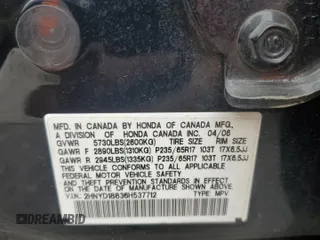 MFD. IN CANADA BY HONDA OF CANADA MFG.,
A DIVISION OF HONDA CANADA INC. 04/06
GVWR 5730LBS(2600KG) TIRE SIZE RIM SIZE
GAWR F 2890LBS(1310KG) P235/65R17 103T 17X6.5JJ
GAWR R 2945LBS(1335KG) P235/65R17 103T 17X6.5JJ
THIS VEHICLE CONFORMS TO ALL APPLICABLE
FEDERAL MOTOR VEHICLE SAFETY AND
THEFT PREVENTION STANDARDS IN EFFECT ON
THE DATE OF MANUFACTURE SHOWN ABOVE.
V.I.N.: 2HNYD18836H537712 TYPE: MPV
DREAMBID.COM